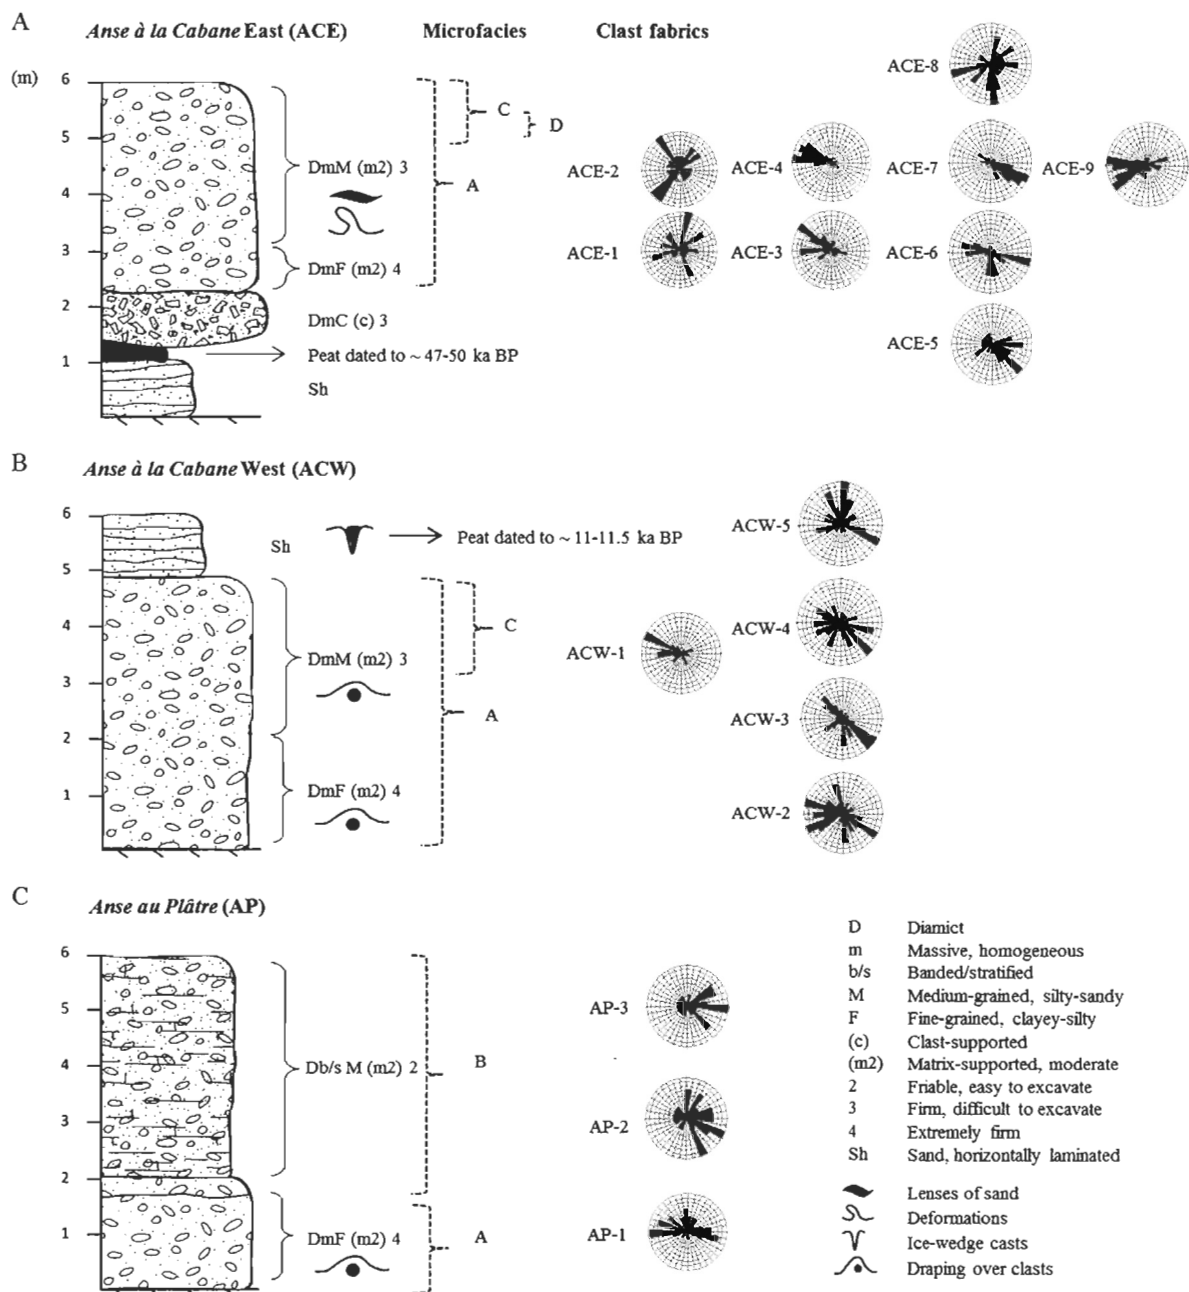 A
Anse à la Cabane East (ACE) Microfacies Clast fabrics
(m)
6
5
4
3
2
1
DmM (m2) 3
DmF (m2) 4
DmC (c) 3
Peat dated to ~ 47-50 ka BP
Sh
C
D
A
ACE-8
ACE-2 ACE-4 ACE-7 ACE-9
ACE-1 ACE-3 ACE-6
ACE-5
B
Anse à la Cabane West (ACW)
6
5
4
3
2
1
Sh
Peat dated to ~ 11-11.5 ka BP
DmM (m2) 3
DmF (m2) 4
C
A
ACW-5
ACW-4
ACW-1
ACW-3
ACW-2
C
Anse au Plâtre (AP)
6
5
4
3
2
1
Db/s M (m2) 2
DmF (m2) 4
B
A
AP-3
AP-2
AP-1
D Diamict
m Massive, homogeneous
b/s Banded/stratified
M Medium-grained, silty-sandy
F Fine-grained, clayey-silty
(c) Clast-supported
(m2) Matrix-supported, moderate
2 Friable, easy to excavate
3 Firm, difficult to excavate
4 Extremely firm
Sh Sand, horizontally laminated
Lenses of sand
Deformations
Ice-wedge casts
Draping over clasts